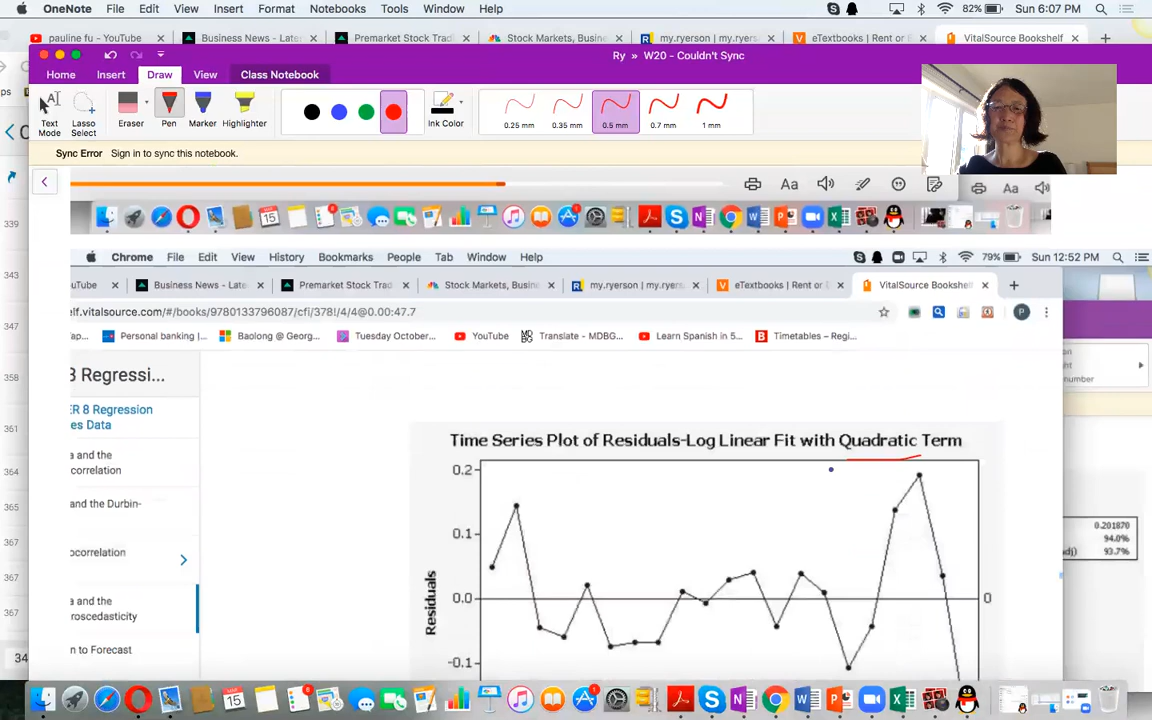 OneNote File Edit View Insert Format Notebooks Tools Window Help 82% Sun 6:07 PM
pauline fu - YouTube Business News - Late Premarket Stock Trad Stock Markets, Busin my.ryerson | my.rye eTextbooks | Rent or E VitalSource Bookshelf
Ry » W20 - Couldn't Sync
Home Insert Draw View Class Notebook
Text Mode Lasso Select Eraser Pen Marker Highlighter Ink Color 0.25 mm 0.35 mm 0.5 mm 0.7 mm 1 mm
Sync Error Sign in to sync this notebook.
Aa Aa
Chrome File Edit View History Bookmarks People Tab Window Help 79% Sun 12:52 PM
uTube Business News - Late Premarket Stock Trad Stock Markets, Busine my.ryerson | my.ryers eTextbooks | Rent or VitalSource Bookshelf
elf.vitalsource.com/#/books/9780133796087/cfi/378!/4/4@0.00:47.7
ap... Personal banking |... Baolong @ Georg... Tuesday October... YouTube Translate - MDBG... Learn Spanish in 5... Timetables – Regi...
8 Regressi...
ER 8 Regression
es Data
a and the
correlation
and the Durbin-
ocorrelation
a and the
roscedasticity
n to Forecast
339
343
347
358
361
364
365
367
367
367
34
Time Series Plot of Residuals-Log Linear Fit with Quadratic Term
0.2
0.1
0.0
-0.1
Residuals
0
number
0.201870
94.0%
adj) 93.7%